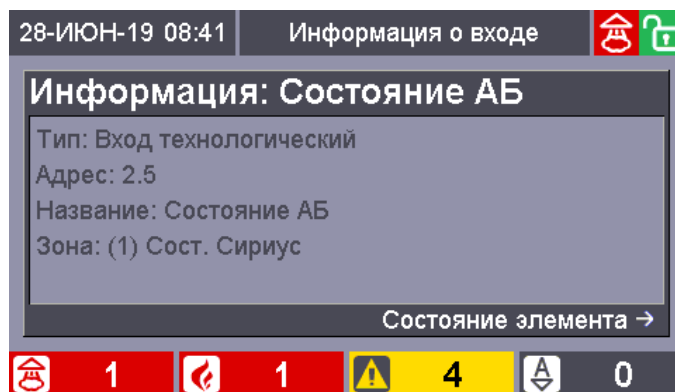 28-ИЮН-19 08:41 Информация о входе
Информация: Состояние АБ
Тип: Вход технологический
Адрес: 2.5
Название: Состояние АБ
Зона: (1) Сост. Сириус
Состояние элемента →
1 1 4 A 0